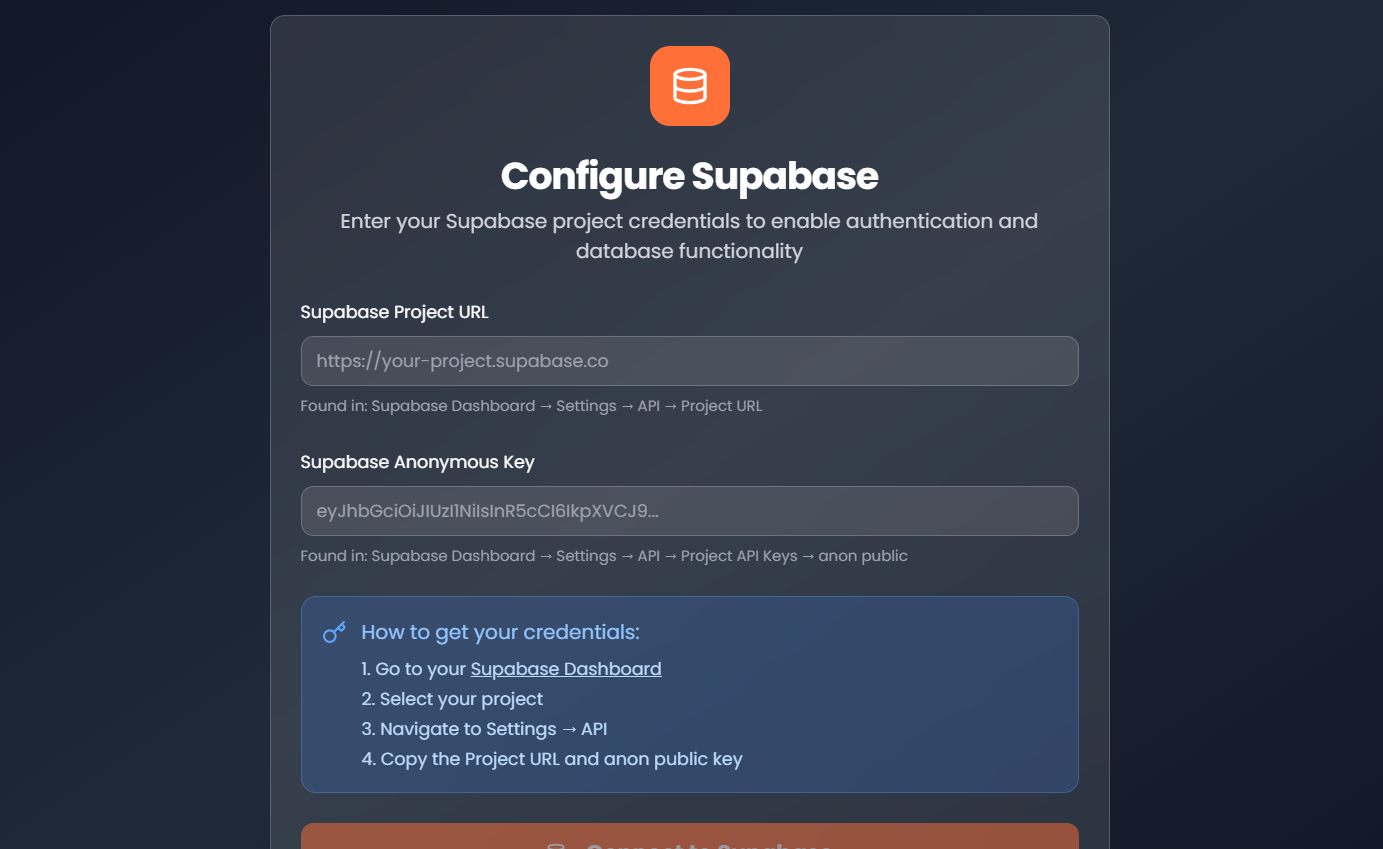 Configure Supabase
Enter your Supabase project credentials to enable authentication and
database functionality
Supabase Project URL
https://your-project.supabase.co
Found in: Supabase Dashboard → Settings → API → Project URL
Supabase Anonymous Key
eyJhbGciOiJIUzI1NiIsInR5cCI6IkpXVCJ9...
Found in: Supabase Dashboard → Settings → API → Project API Keys → anon public
How to get your credentials:
1. Go to your Supabase Dashboard
2. Select your project
3. Navigate to Settings → API
4. Copy the Project URL and anon public key
Connect to Supabase